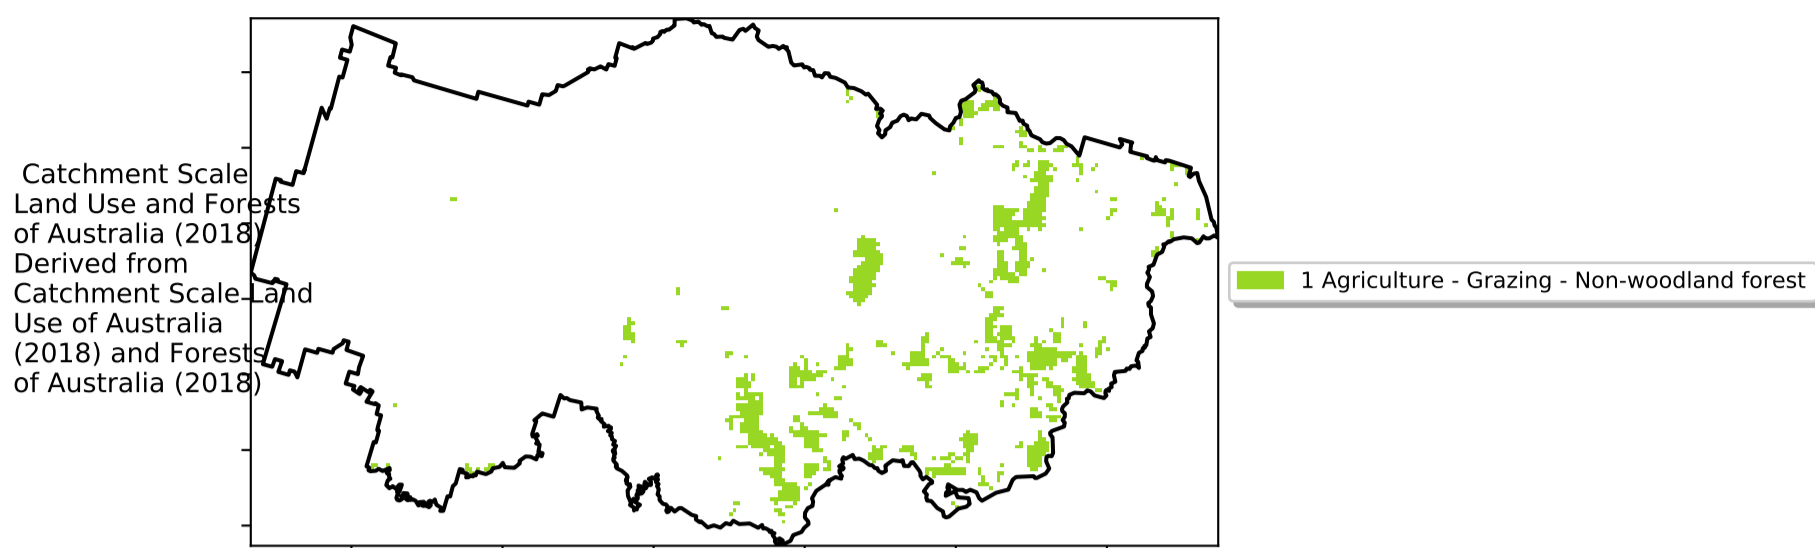 Catchment Scale
Land Use and Forests
of Australia (2018)
Derived from
Catchment Scale Land
Use of Australia
(2018) and Forests
of Australia (2018)
1 Agriculture - Grazing - Non-woodland forest